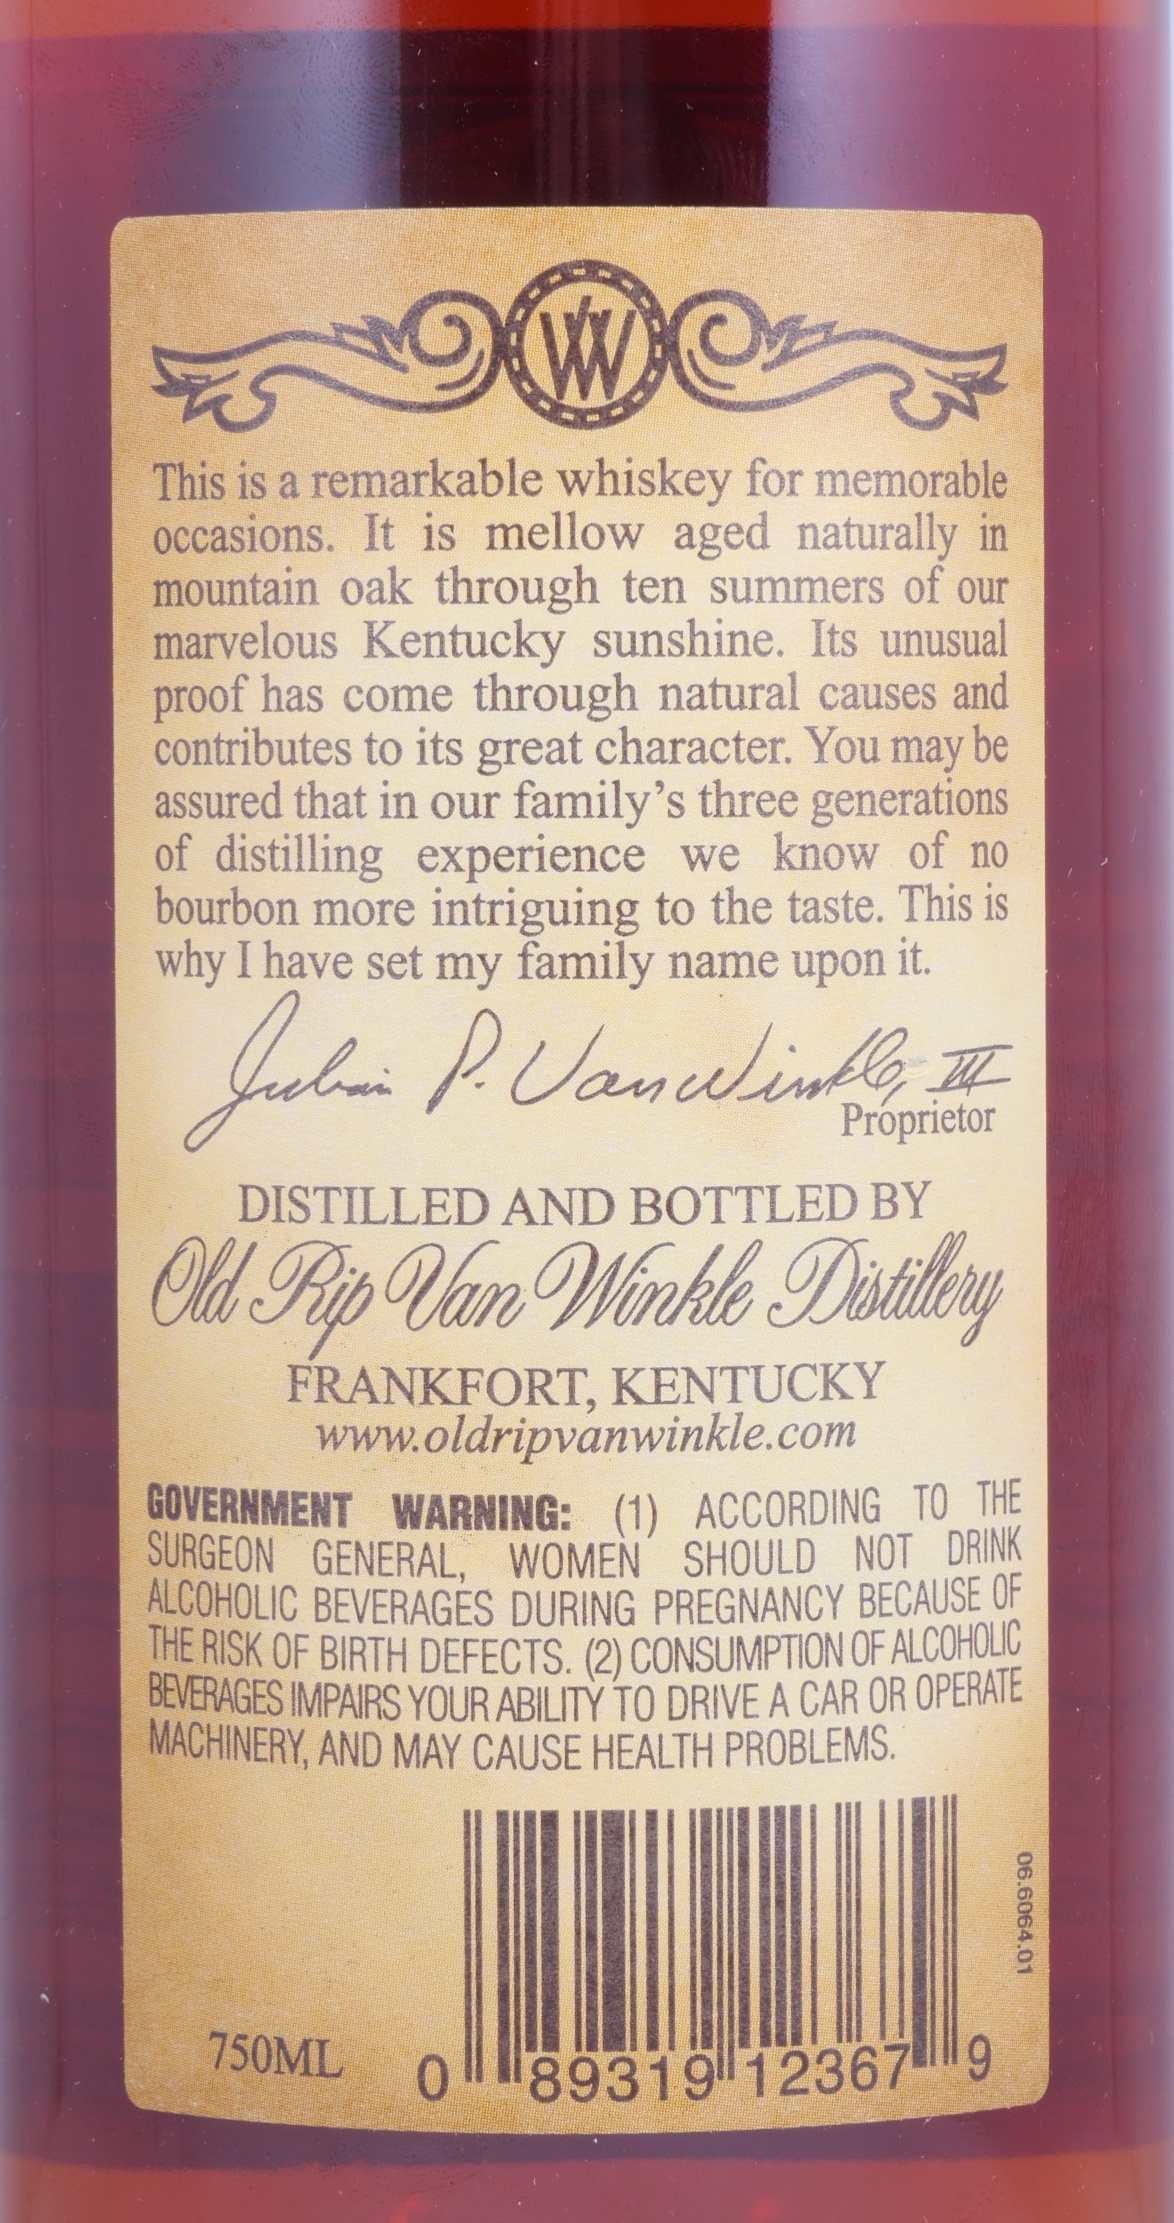 VW
This is a remarkable whiskey for memorable
occasions. It is mellow aged naturally in
mountain oak through ten summers of our
marvelous Kentucky sunshine. Its unusual
proof has come through natural causes and
contributes to its great character. You may be
assured that in our family's three generations
of distilling experience we know of no
bourbon more intriguing to the taste. This is
why I have set my family name upon it.
Julian P. Van Winkle, III
Proprietor
DISTILLED AND BOTTLED BY
Old Rip Van Winkle Distillery
FRANKFORT, KENTUCKY
www.oldripvanwinkle.com
GOVERNMENT WARNING: (1) ACCORDING TO THE
SURGEON GENERAL, WOMEN SHOULD NOT DRINK
ALCOHOLIC BEVERAGES DURING PREGNANCY BECAUSE OF
THE RISK OF BIRTH DEFECTS. (2) CONSUMPTION OF ALCOHOLIC
BEVERAGES IMPAIRS YOUR ABILITY TO DRIVE A CAR OR OPERATE
MACHINERY, AND MAY CAUSE HEALTH PROBLEMS.
06.6064.01
750ML
0 89319 12367 9